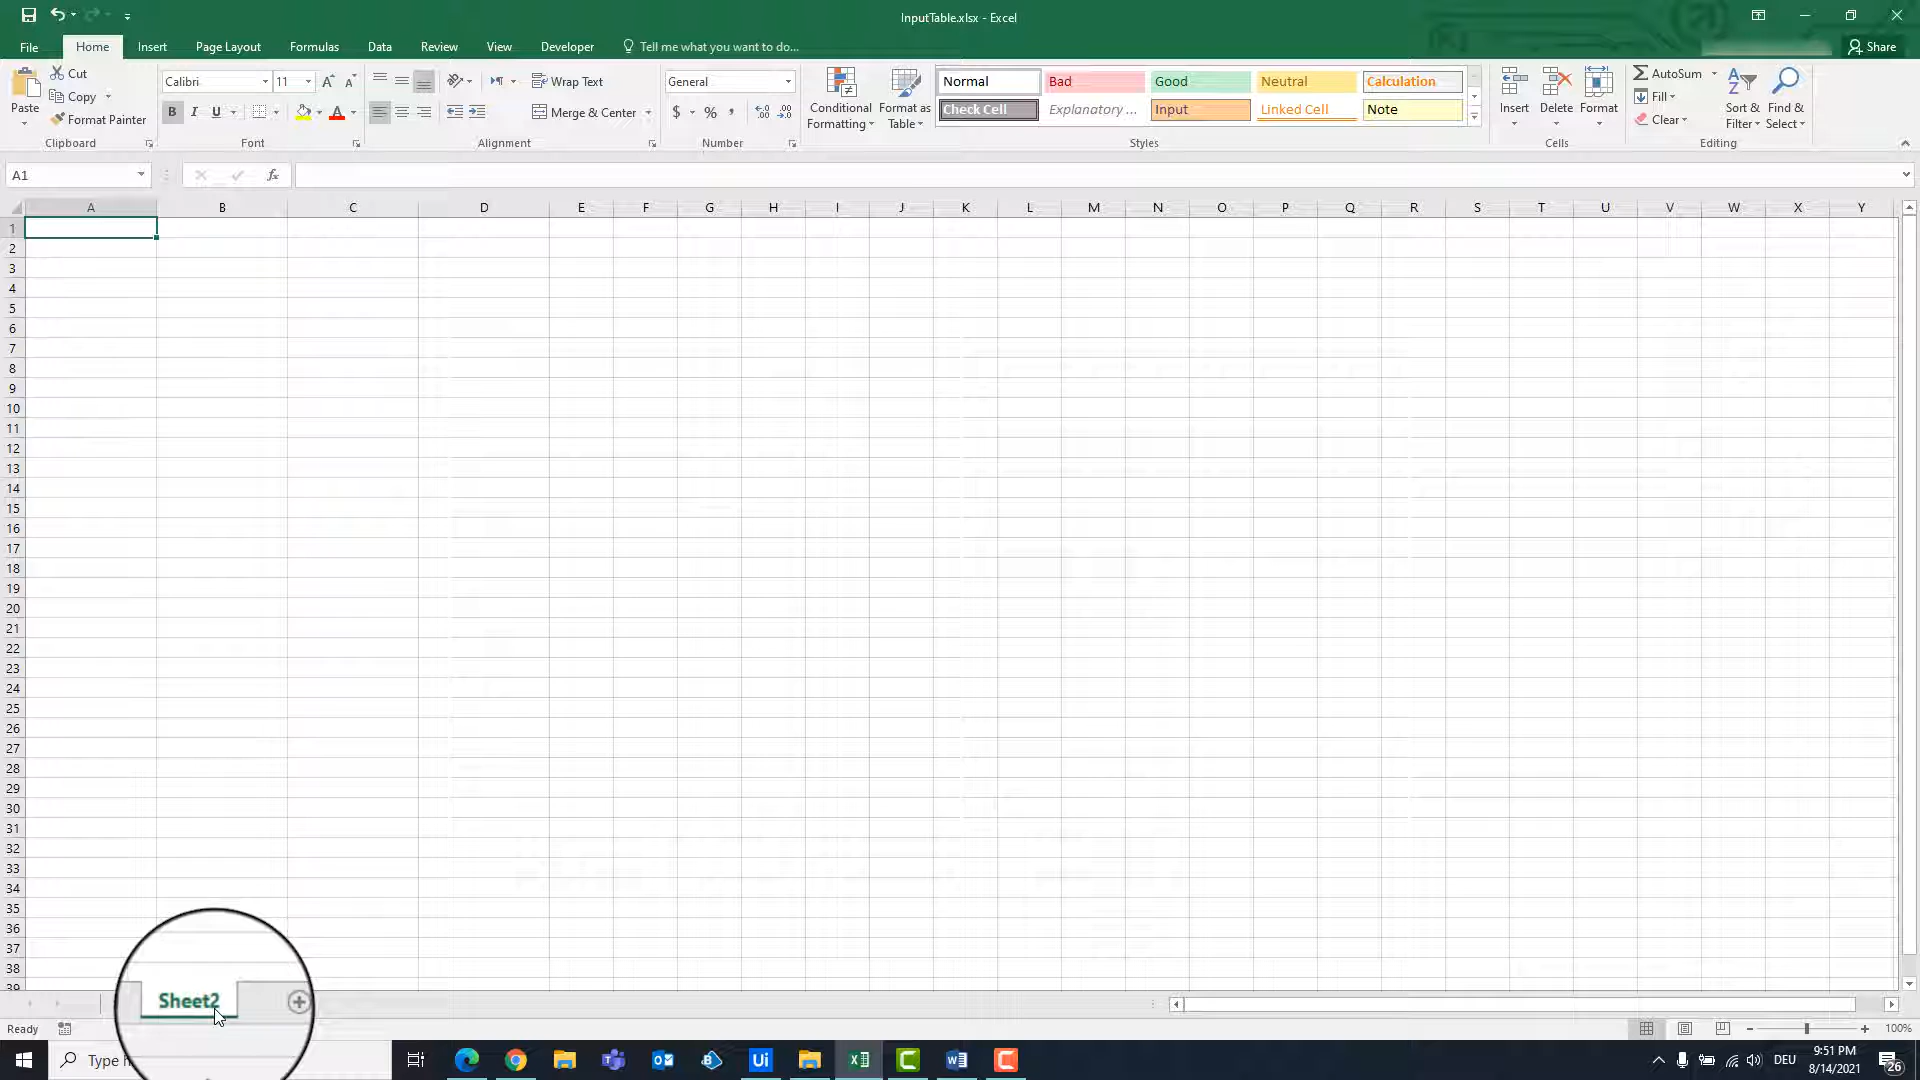 InputTable.xlsx - Excel
File Home Insert Page Layout Formulas Data Review View Developer Tell me what you want to do... Share
Paste Cut Copy Format Painter
Calibri 11
B I U A
Wrap Text
Merge & Center
General
$ % ,
Conditional Formatting
Format as Table
Normal Bad Good Neutral Calculation
Check Cell Explanatory ... Input Linked Cell Note
Insert Delete Format
AutoSum
Fill
Clear
Sort & Filter
Find & Select
Clipboard Font Alignment Number Styles Cells Editing
A1 fx
A B C D E F G H I J K L M N O P Q R S T U V W X Y
1
2
3
4
5
6
7
8
9
10
11
12
13
14
15
16
17
18
19
20
21
22
23
24
25
26
27
28
29
30
31
32
33
34
35
36
37
38
39
Sheet2
Ready 100%
Type
DEU 9:51 PM
8/14/2021
26